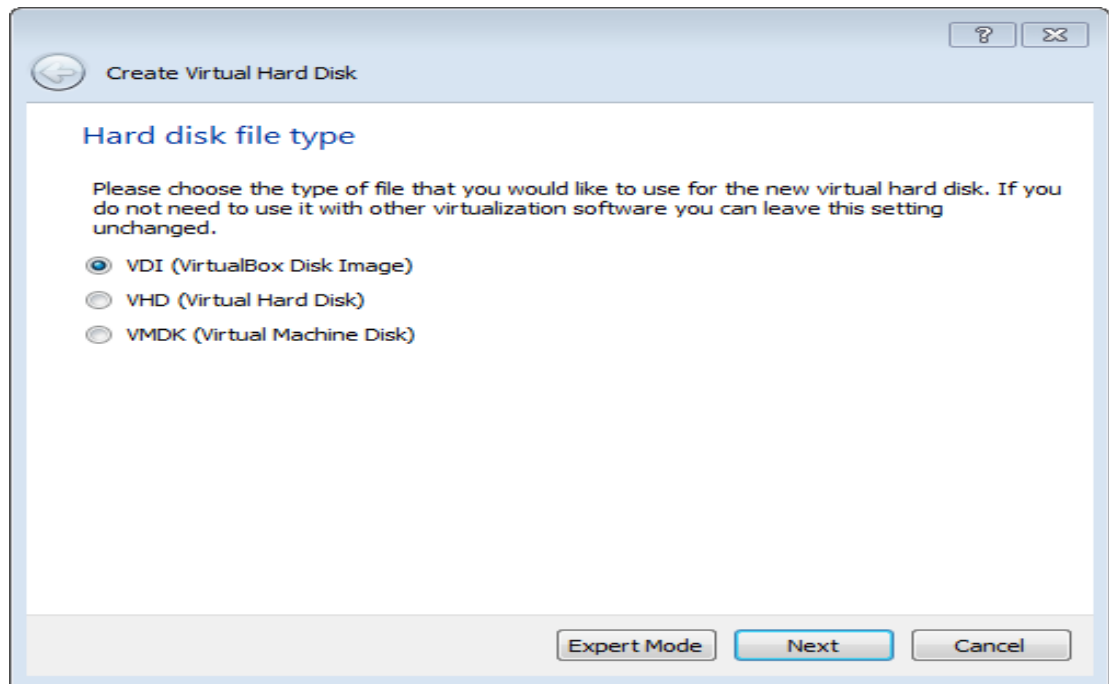 Create Virtual Hard Disk
Hard disk file type
Please choose the type of file that you would like to use for the new virtual hard disk. If you
do not need to use it with other virtualization software you can leave this setting
unchanged.
VDI (VirtualBox Disk Image)
VHD (Virtual Hard Disk)
VMDK (Virtual Machine Disk)
Expert Mode Next Cancel